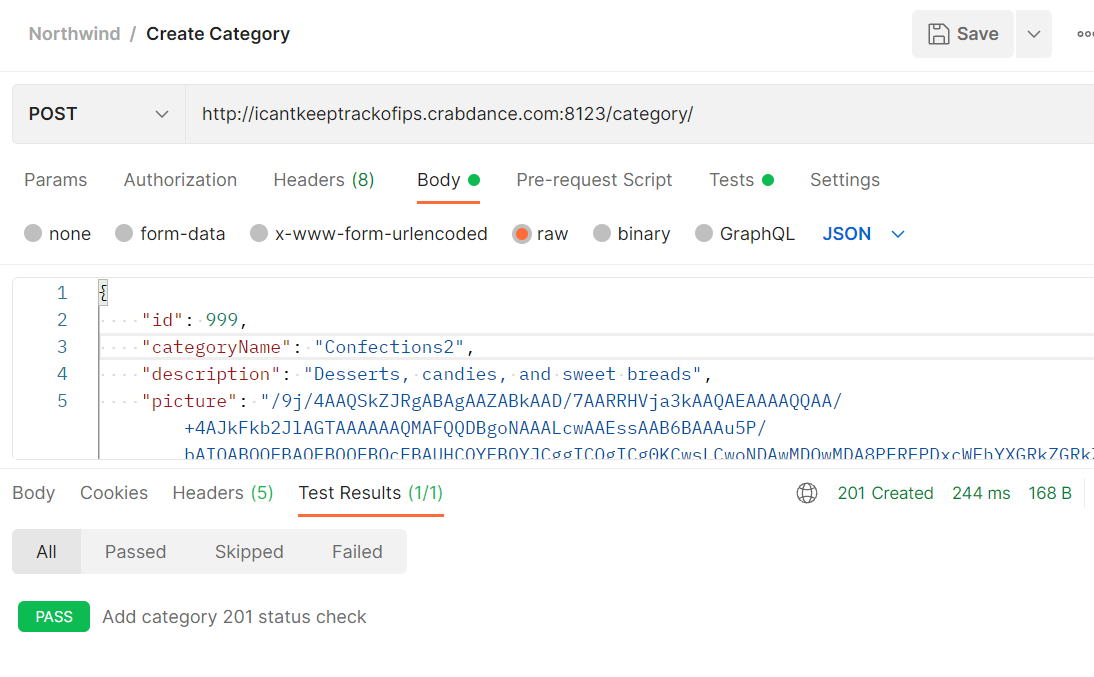 Northwind / Create Category
Save
POST http://icantkeeptrackofips.crabdance.com:8123/category/
Params Authorization Headers (8) Body Pre-request Script Tests Settings
none form-data x-www-form-urlencoded raw binary GraphQL JSON
1 {
2 "id": 999,
3 "categoryName": "Confections2",
4 "description": "Desserts, candies, and sweet breads",
5 "picture": "/9j/4AAQSkZJRgABAgAAZABkAAD/7AARRHVja3kAAQAEAAAAQQAA/
+4AJkFkb2JlAGTAAAAAAQMAFQQDBgoNAAALcwAAEssAAB6BAAAu5P/
Body Cookies Headers (5) Test Results (1/1) 201 Created 244 ms 168 B
All Passed Skipped Failed
PASS Add category 201 status check